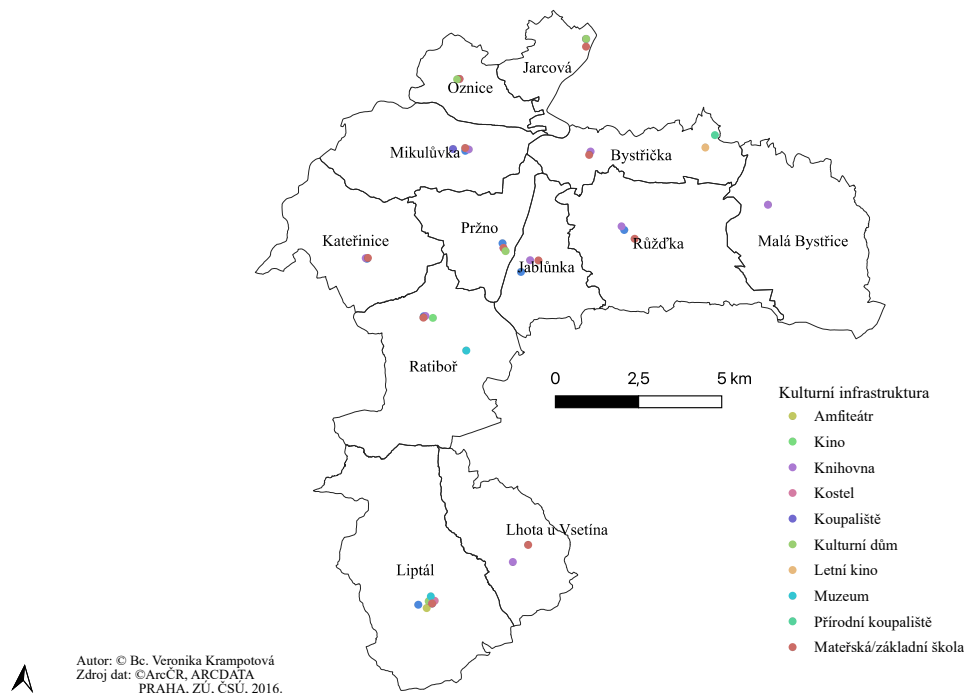 Jarcová
Oznice
Mikulůvka
Bystřička
Pržno
Kateřinice
Jablůnka
Růžďka
Malá Bystřice
Ratiboř
0 2,5 5 km
Kulturní infrastruktura
Amfiteátr
Kino
Knihovna
Kostel
Koupaliště
Kulturní dům
Letní kino
Muzeum
Přírodní koupaliště
Mateřská/základní škola
Lhota u Vsetína
Liptál
Autor: © Bc. Veronika Krampotová
Zdroj dat: ©ArcČR, ARCDATA
PRAHA, ZÚ, ČSÚ, 2016.